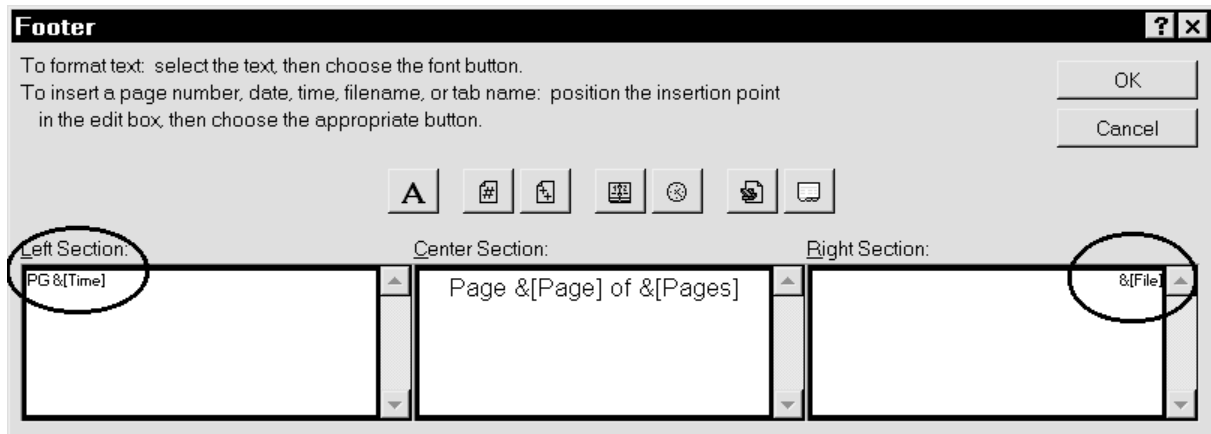 Footer
To format text: select the text, then choose the font button.
To insert a page number, date, time, filename, or tab name: position the insertion point
in the edit box, then choose the appropriate button.
OK
Cancel
A
#
Left Section: Center Section: Right Section:
PG &[Time] Page &[Page] of &[Pages] &[File]